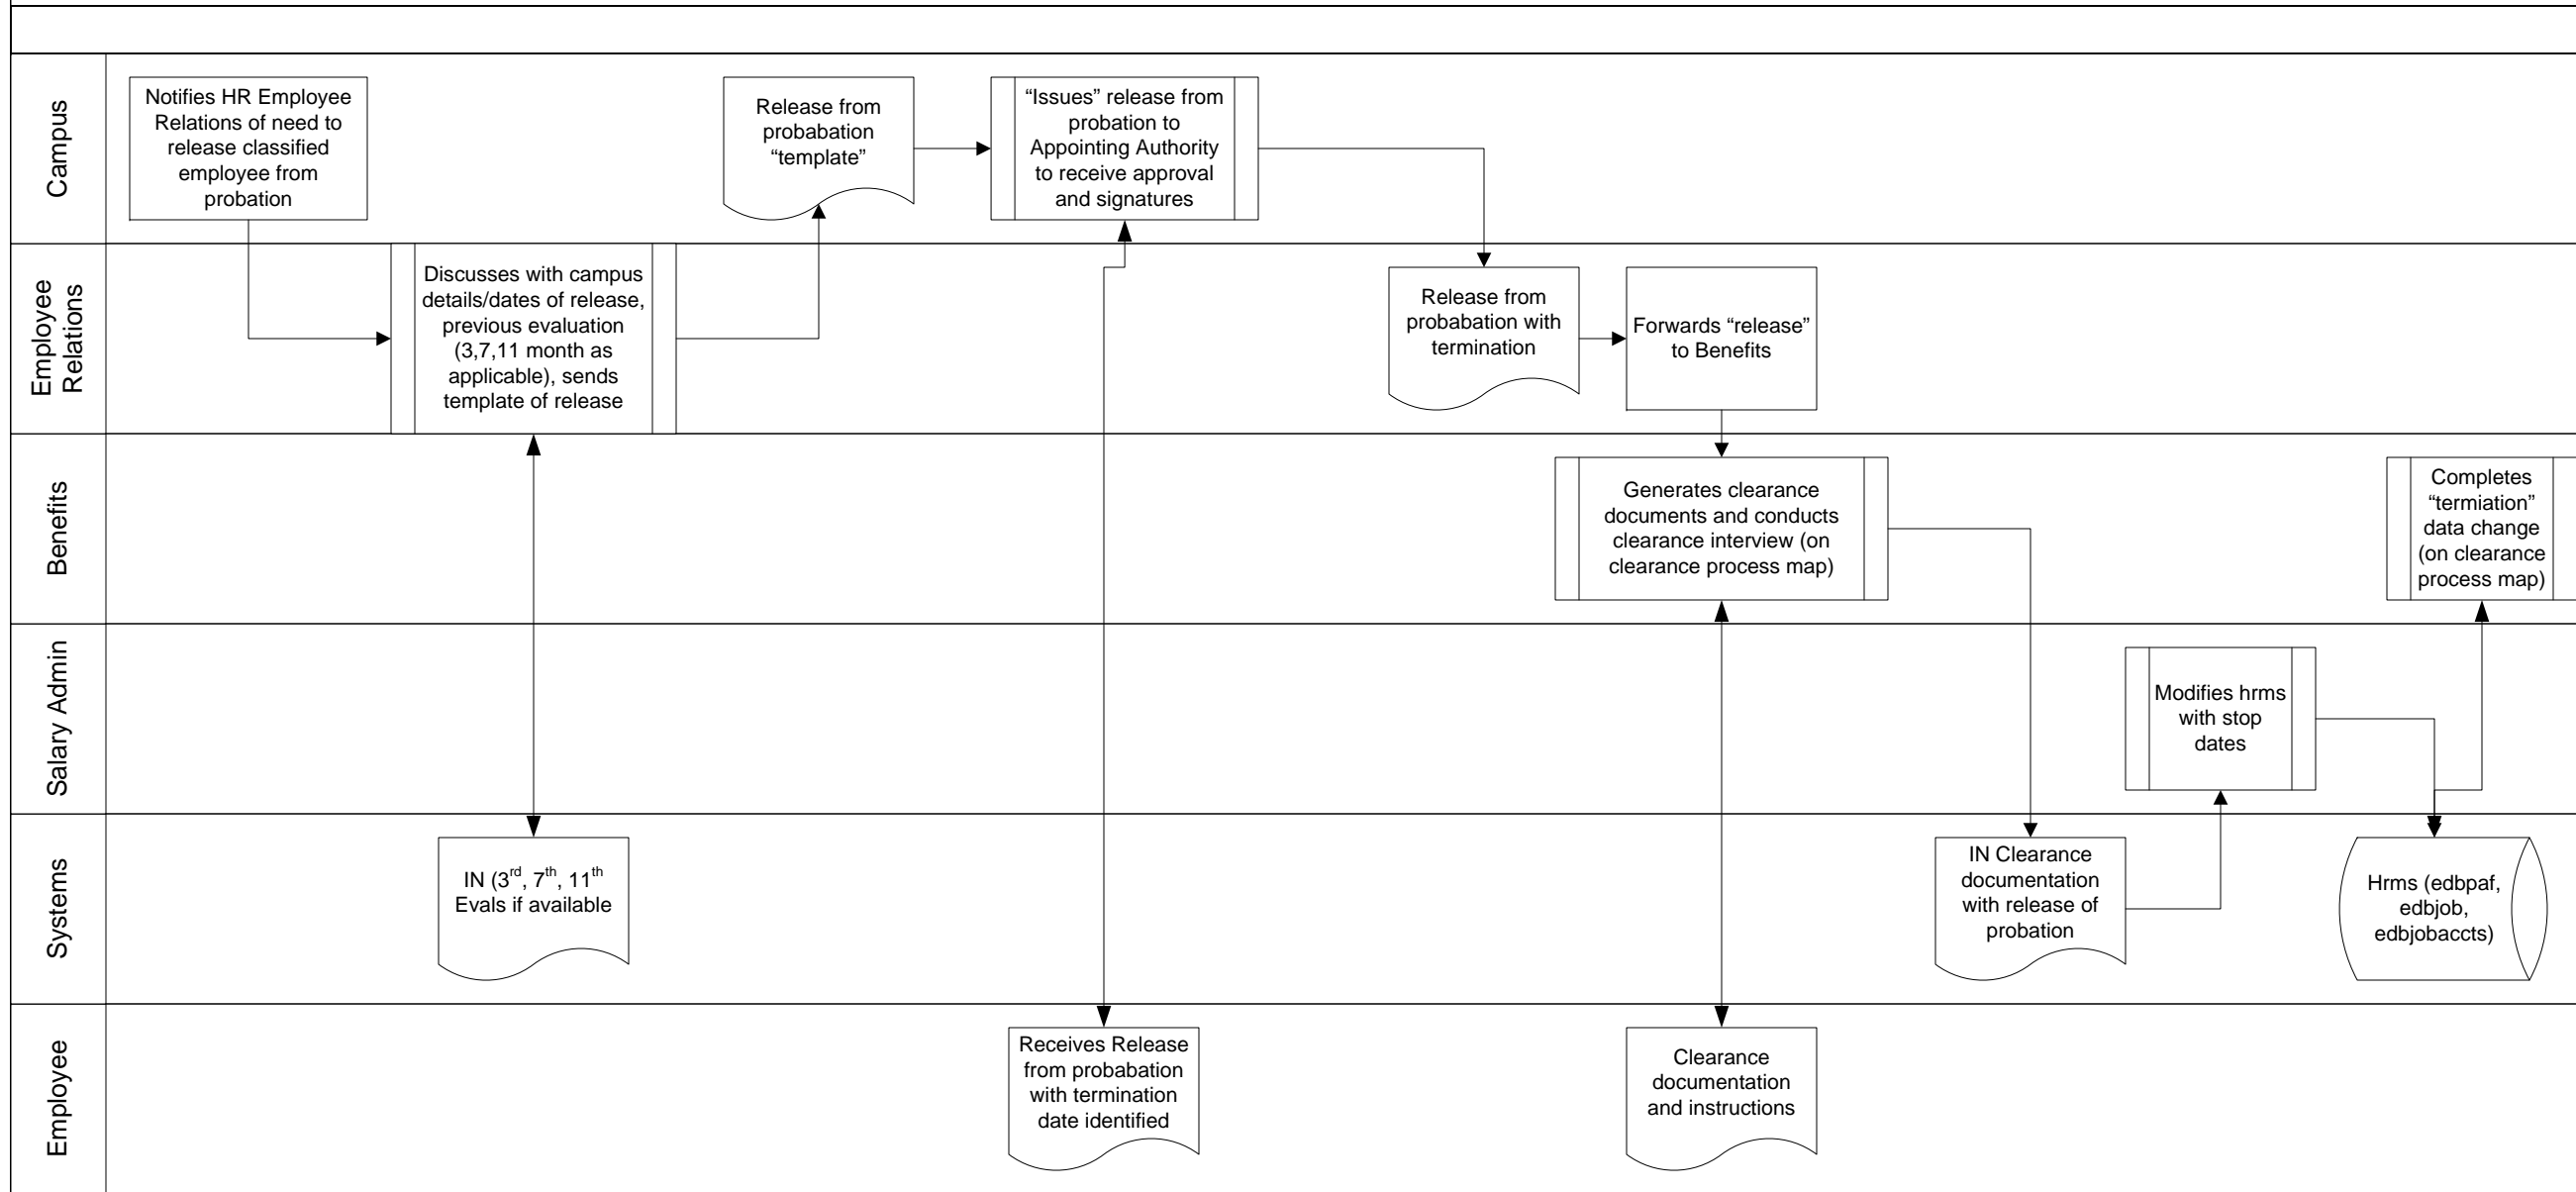 Campus
Notifies HR Employee
Relations of need to
release classified
employee from
probation
Release from
probabation
“template”
“Issues” release from
probation to
Appointing Authority
to receive approval
and signatures
Employee
Relations
Discusses with campus
details/dates of release,
previous evaluation
(3,7,11 month as
applicable), sends
template of release
Release from
probabation with
termination
Forwards “release”
to Benefits
Benefits
Generates clearance
documents and conducts
clearance interview (on
clearance process map)
Completes
“termiation”
data change
(on clearance
process map)
Salary Admin
Modifies hrms
with stop
dates
Systems
IN (3rd, 7th, 11th
Evals if available
IN Clearance
documentation
with release of
probation
Hrms (edbpaf,
edbjob,
edbjobaccts)
Employee
Receives Release
from probabation
with termination
date identified
Clearance
documentation
and instructions